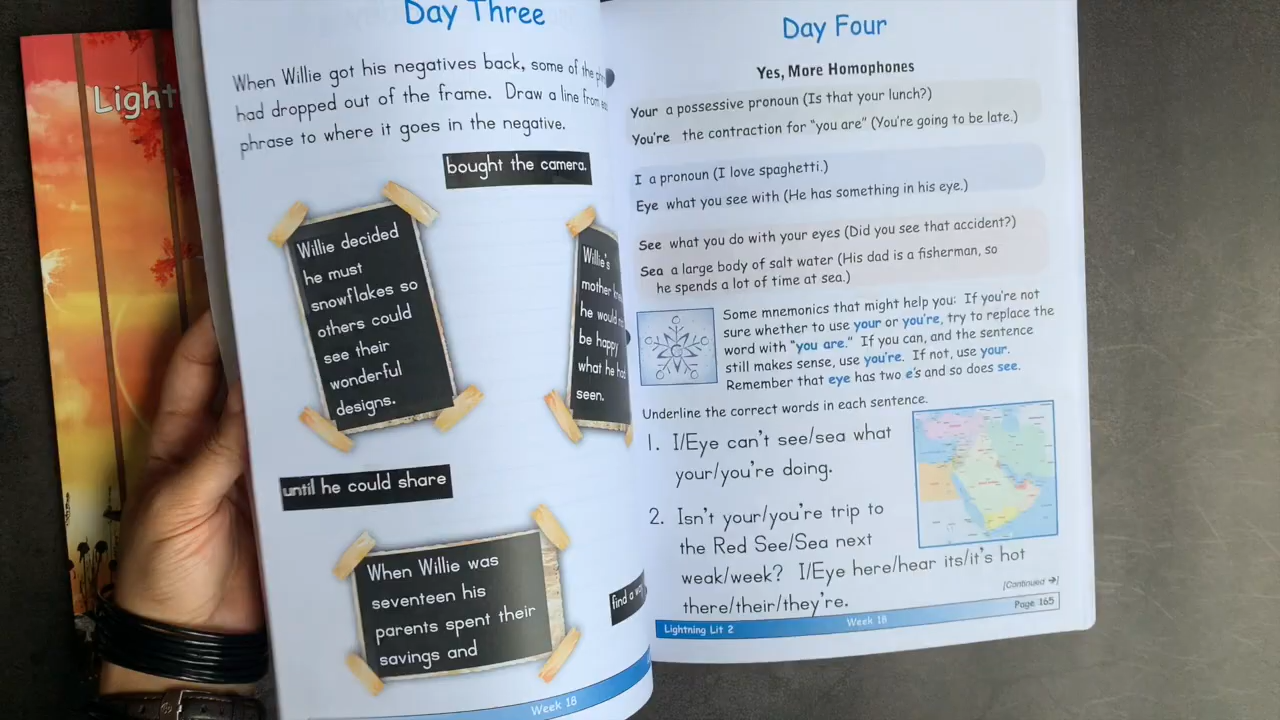 Light
Day Three
When Willie got his negatives back, some of the
had dropped out of the frame. Draw a line from
phrase to where it goes in the negative.
bought the camera.
Willie decided
he must
snowflakes so
others could
see their
wonderful
designs.
Willie's
mother
he would
be happy
what he
seen.
until he could share
When Willie was
seventeen his
parents spent their
savings and
find a
Week 18
Day Four
Yes, More Homophones
Your a possessive pronoun (Is that your lunch?)
You're the contraction for "you are" (You're going to be late.)
I a pronoun (I love spaghetti.)
Eye what you see with (He has something in his eye.)
See what you do with your eyes (Did you see that accident?)
Sea a large body of salt water (His dad is a fisherman, so
he spends a lot of time at sea.)
Some mnemonics that might help you: If you're not
sure whether to use your or you're, try to replace the
word with "you are." If you can, and the sentence
still makes sense, use you're. If not, use your.
Remember that eye has two e's and so does see.
Underline the correct words in each sentence.
1. I/Eye can't see/sea what
your/you're doing.
2. Isn't your/you're trip to
the Red See/Sea next
weak/week? I/Eye here/hear its/it's hot
there/their/they're.
(Continued →)
Lightning Lit 2
Week 18
Page 165